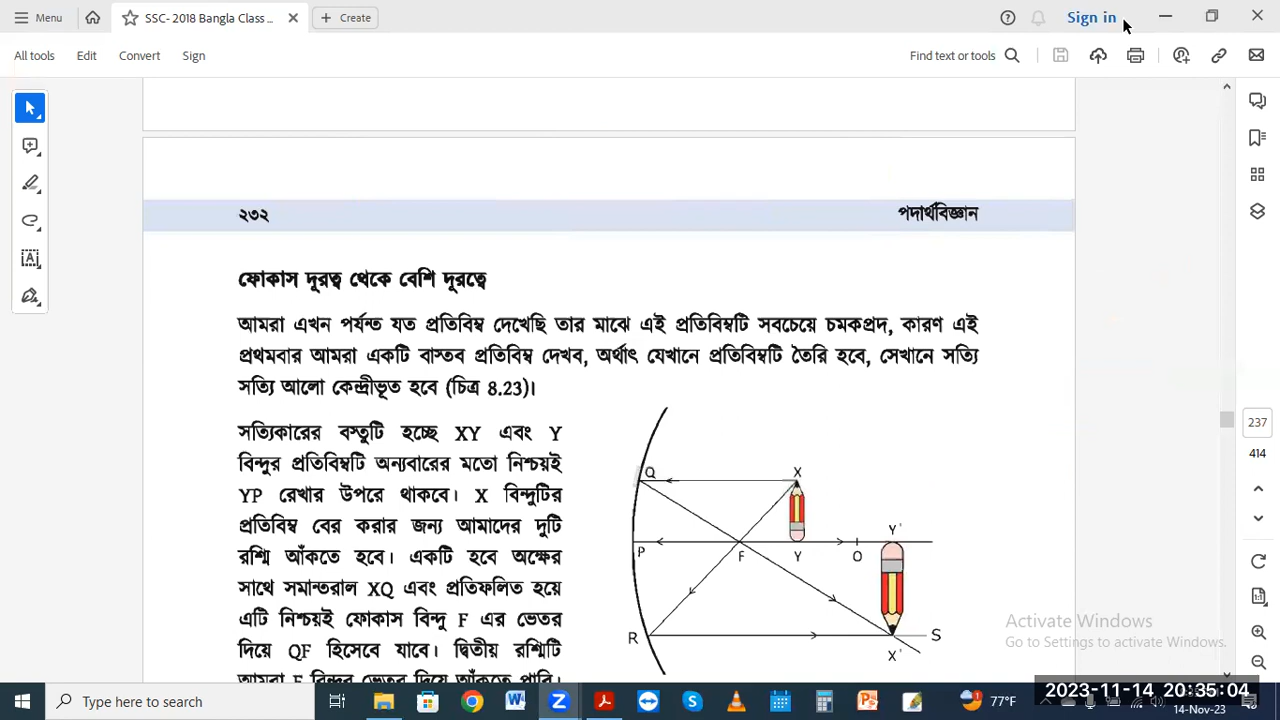 Menu
SSC- 2018 Bangla Class ...
Create
Sign in
All tools
Edit
Convert
Sign
Find text or tools
২৩২
পদার্থবিজ্ঞান
ফোকাস দূরত্ব থেকে বেশি দূরত্বে
আমরা এখন পর্যন্ত যত প্রতিবিম্ব দেখেছি তার মাঝে এই প্রতিবিম্বটি সবচেয়ে চমকপ্রদ, কারণ এই
প্রথমবার আমরা একটি বাস্তব প্রতিবিম্ব দেখব, অর্থাৎ যেখানে প্রতিবিম্বটি তৈরি হবে, সেখানে সত্যি
সত্যি আলো কেন্দ্রীভূত হবে (চিত্র 8.23)।
সত্যিকারের বস্তুটি হচ্ছে XY এবং Y
বিন্দুর প্রতিবিম্বটি অন্যবারের মতো নিশ্চয়ই
YP রেখার উপরে থাকবে। X বিন্দুটির
প্রতিবিম্ব বের করার জন্য আমাদের দুটি
রশ্মি আঁকতে হবে। একটি হবে অক্ষের
সাথে সমান্তরাল XQ এবং প্রতিফলিত হয়ে
এটি নিশ্চয়ই ফোকাস বিন্দু F এর ভেতর
দিয়ে QF হিসেবে যাবে। দ্বিতীয় রশ্মিটি
আমরা F বিন্দুর ভেতর দিয়ে আঁকতে পারি।
Q
X
P
F
Y
O
Y'
R
S
X'
237
414
Activate Windows
Go to Settings to activate Windows.
Type here to search
77°F
2023-11-14 20:35:04
14-Nov-23